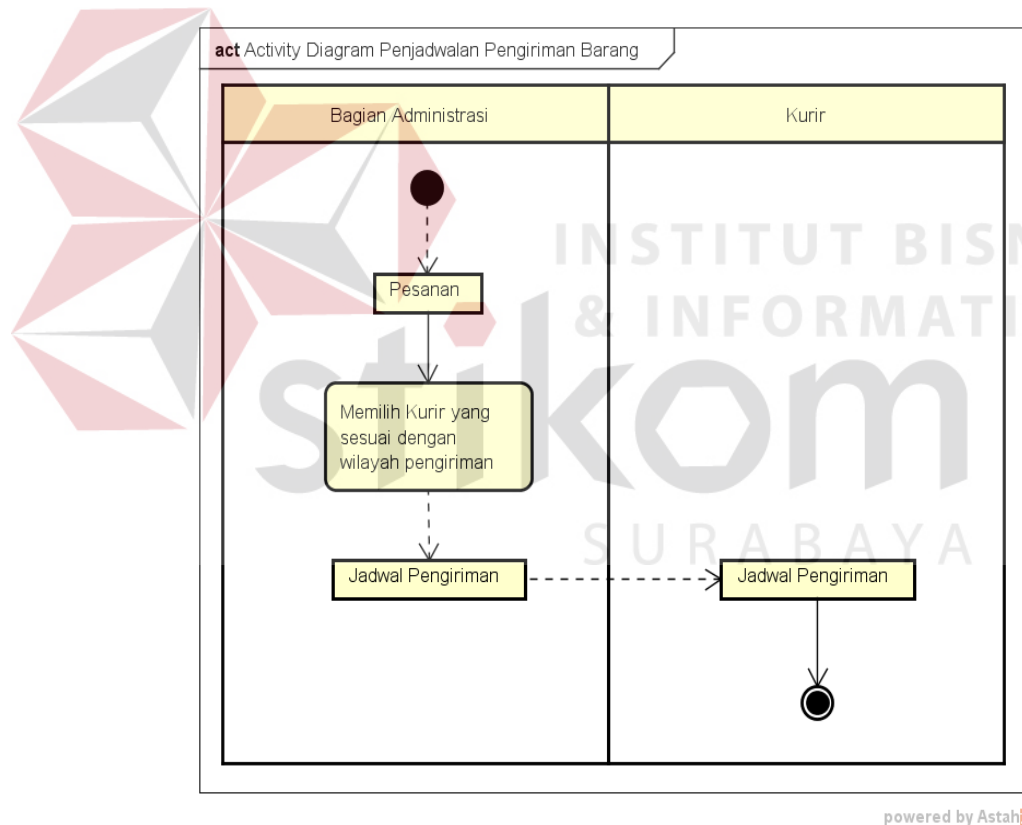 act Activity Diagram Penjadwalan Pengiriman Barang
Bagian Administrasi
Kurir
Pesanan
Memilih Kurir yang
sesuai dengan
wilayah pengiriman
Jadwal Pengiriman
Jadwal Pengiriman
INSTITUT BISN
& INFORMATI
stikom
SURABAYA
powered by Astah